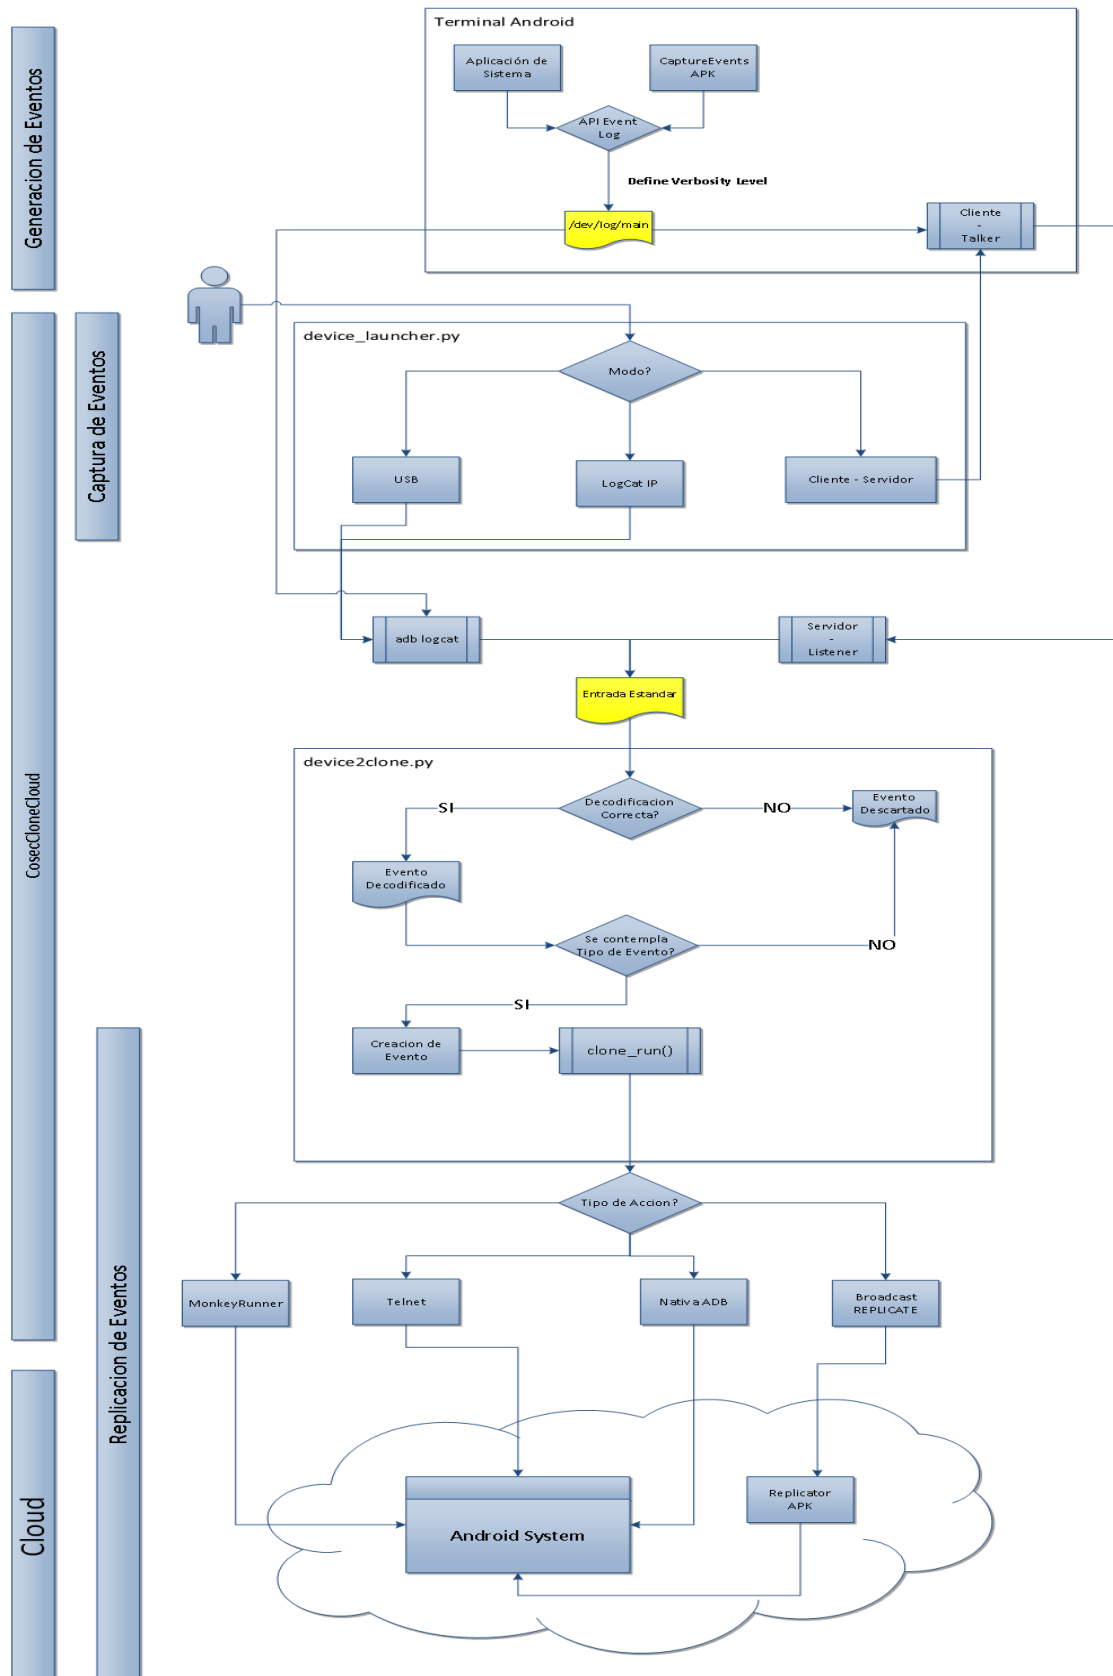 Terminal Android
Aplicación de
Sistema
CaptureEvents
APK
API Event
Log
Define Verbosity Level
/dev/log/main
Cliente
-
Talker
Generacion de Eventos
device_launcher.py
Modo?
USB
LogCat IP
Cliente - Servidor
Captura de Eventos
adb logcat
Servidor
-
Listener
Entrada Estandar
device2clone.py
Decodificacion
Correcta?
SI
NO
Evento
Descartado
Evento
Decodificado
Se contempla
Tipo de Evento?
NO
SI
Creacion de
Evento
clone_run()
CosecCloneCloud
Tipo de Accion?
MonkeyRunner
Telnet
Nativa ADB
Broadcast
REPLICATE
Replicacion de Eventos
Replicator
APK
Android System
Cloud